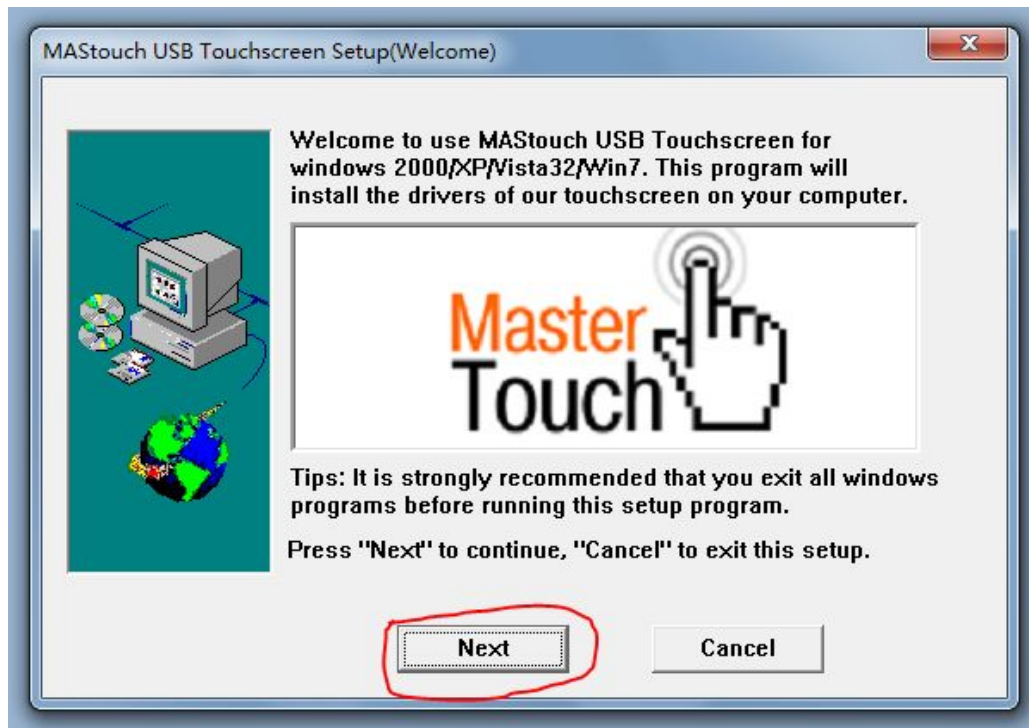 MAStouch USB Touchscreen Setup(Welcome)
Welcome to use MAStouch USB Touchscreen for
windows 2000/XP/Vista32/Win7. This program will
install the drivers of our touchscreen on your computer.
Master
Touch
Tips: It is strongly recommended that you exit all windows
programs before running this setup program.
Press "Next" to continue, "Cancel" to exit this setup.
Next
Cancel